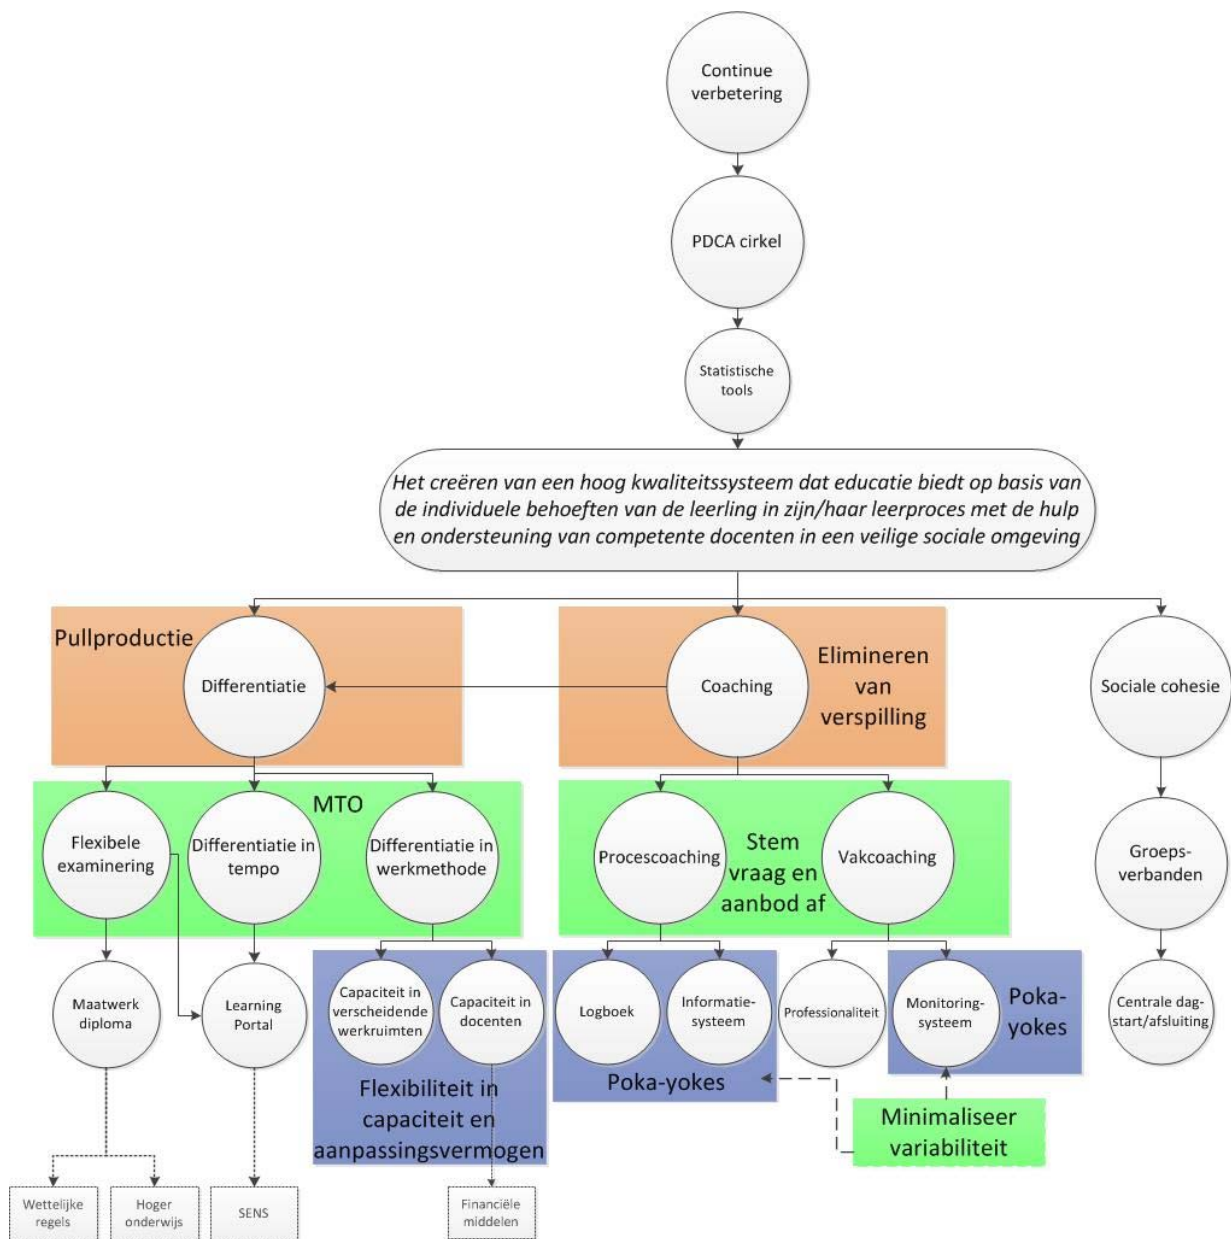 Continue
verbetering
PDCA cirkel
Statistische
tools
Het creëren van een hoog kwaliteitssysteem dat educatie biedt op basis van
de individuele behoeften van de leerling in zijn/haar leerproces met de hulp
en ondersteuning van competente docenten in een veilige sociale omgeving
Pullproductie
Differentiatie
Coaching
Elimineren
van
verspilling
Sociale cohesie
MTO
Flexibele
examinering
Differentiatie in
tempo
Differentiatie in
werkmethode
Procescoaching
Stem
vraag en
aanbod af
Vakcoaching
Groeps-
verbanden
Maatwerk
diploma
Learning
Portal
Capaciteit in
verscheidende
werkruimten
Capaciteit in
docenten
Flexibiliteit in
capaciteit en
aanpassingsvermogen
Logboek
Informatie-
systeem
Poka-yokes
Professionaliteit
Monitoring-
systeem
Poka-
yokes
Centrale dag-
start/afsluiting
Minimaliseer
variabiliteit
Wettelijke
regels
Hoger
onderwijs
SENS
Financiële
middelen